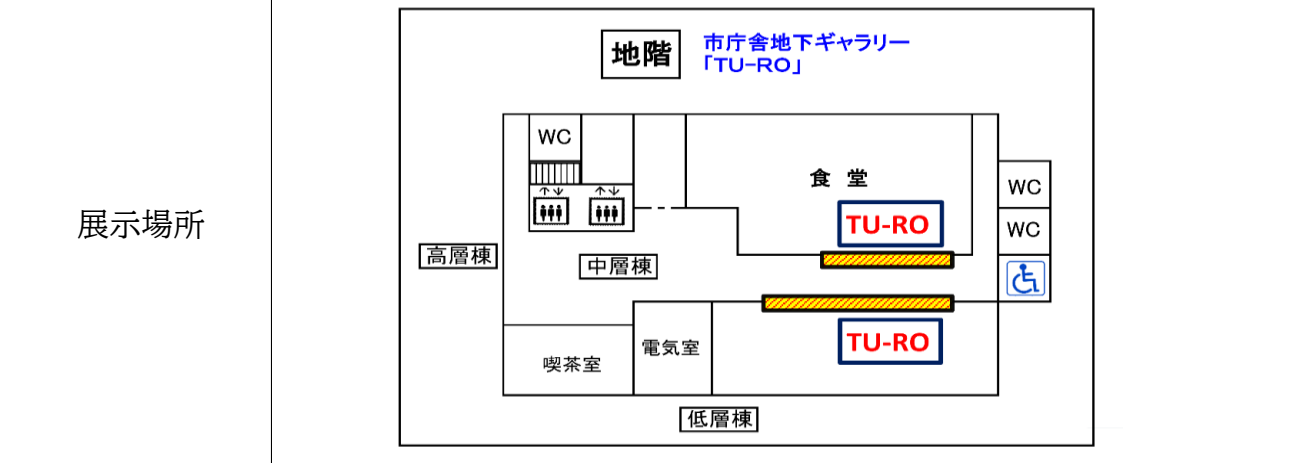 展示場所
地階
市庁舎地下ギャラリー
「TU-RO」
WC
食 堂
WC
TU-RO
WC
高層棟
中層棟
TU-RO
電気室
喫茶室
低層棟